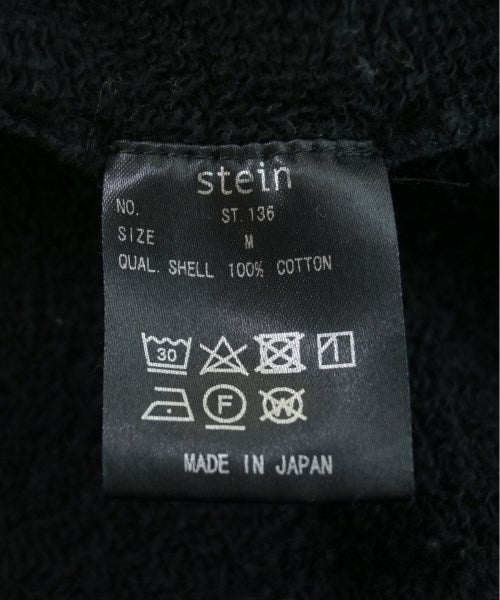 stein
NO. ST.136
SIZE M
QUAL. SHELL 100% COTTON
30
F W
MADE IN JAPAN